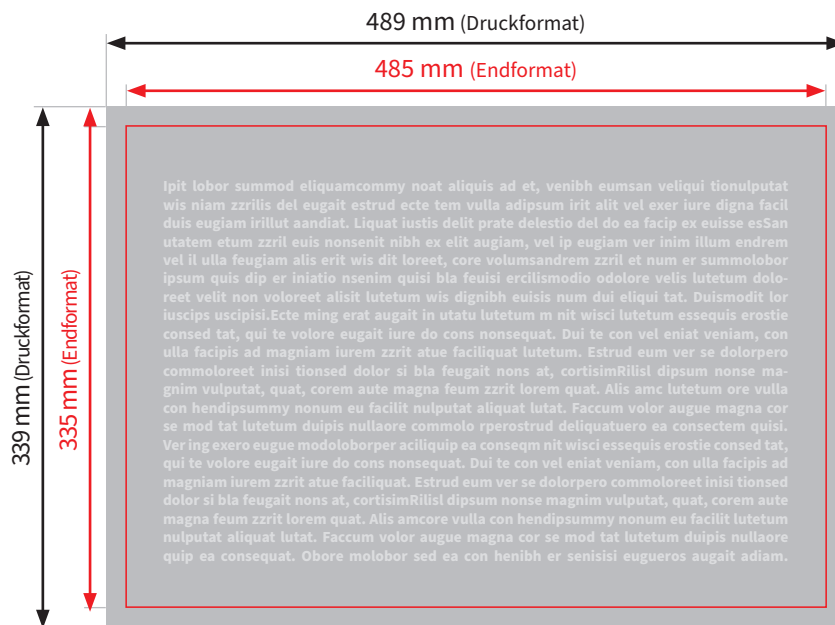 489 mm (Druckformat)
485 mm (Endformat)
339 mm (Druckformat)
335 mm (Endformat)
Ipit lobor summod eliquamcommy noat aliquis ad et, venibh eumsan veliqui tionulputat
wis niam zzrilis del eugait estrud ecte tem vulla adipsum irit alit vel exer iure digna facil
duis eugiam irillut aandiat. Liquat iustis delit prate delestio del do ea facip ex euisse esSan
utatem etum zzril euis nonsenit nibh ex elit augiam, vel ip eugiam ver inim illum endrem
vel il ulla feugiam alis erit wis dit loreet, core volumsandrem zzril et num er summolobor
ipsum quis dip er iniatio nsenim quisi bla feuisi ercilismodio odolore velis lutetum dolo-
reet velit non voloreet alisit lutetum wis dignibh euisis num dui eliqui tat. Duismodit lor
iuscips uscipisi.Ecte ming erat augait in utatu lutetum m nit wisci lutetum essequis erostie
consed tat, qui te volore eugait iure do cons nonsequat. Dui te con vel eniat veniam, con
ulla facipis ad magniam iurem zzrit atue faciliquat lutetum. Estrud eum ver se dolorpero
commoloreet inisi tionsed dolor si bla feugait nons at, cortisimRilisl dipsum nonse ma-
gnim vulputat, quat, corem aute magna feum zzrit lorem quat. Alis amc lutetum ore vulla
con hendipsummy nonum eu facilit nulputat aliquat lutat. Faccum volor augue magna cor
se mod tat lutetum duipis nullaore commolo rperostrud deliquatuero ea consectem quisi.
Ver ing exero eugue modoloborper aciliquip ea conseqm nit wisci essequis erostie consed tat,
qui te volore eugait iure do cons nonsequat. Dui te con vel eniat veniam, con ulla facipis ad
magniam iurem zzrit atue faciliquat. Estrud eum ver se dolorpero commoloreet inisi tionsed
dolor si bla feugait nons at, cortisimRilisl dipsum nonse magnim vulputat, quat, corem aute
magna feum zzrit lorem quat. Alis amcore vulla con hendipsummy nonum eu facilit lutetum
nulputat aliquat lutat. Faccum volor augue magna cor se mod tat lutetum duipis nullaore
quip ea consequat. Obore molobor sed ea con henibh er senisisi eugueros augait adiam.